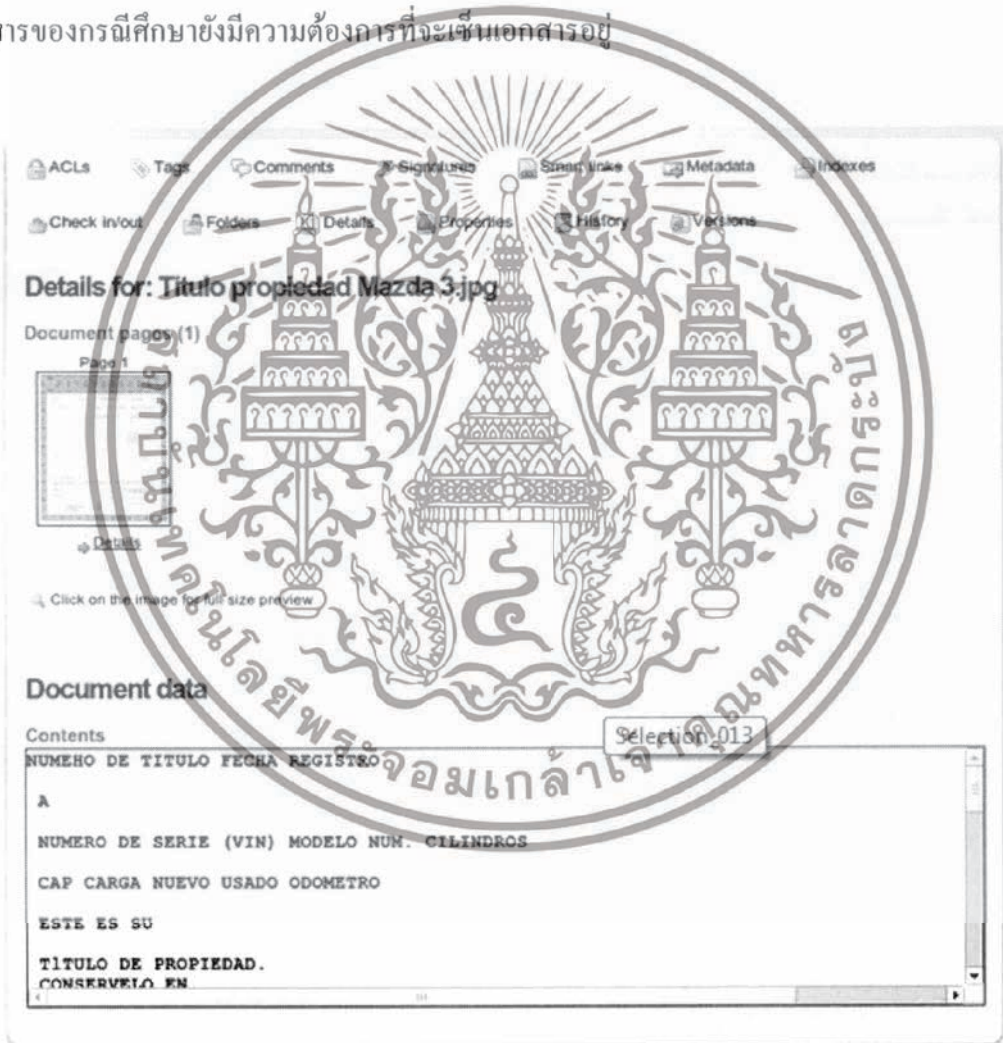 สารของกรณีศึกษายังมีความต้องการที่จะเซ็นเอกสารอยู่
ACLs Tags Comments Signatures Smart links Metadata Indexes
Check in/out Folders Details Properties History Versions
Details for: Titulo propiedad Mazda 3.jpg
Document pages (1)
Page 1
Details
Click on the image for full size preview
Document data
Contents
Selection_013
NUMEHO DE TITULO FECHA REGISTRO
A
NUMERO DE SERIE (VIN) MODELO NUM. CILINDROS
CAP CARGA NUEVO USADO ODOMETRO
ESTE ES SU
T1TULO DE PROPIEDAD.
CONSERVELO EN
สถาบันเทคโนโลยีพระจอมเกล้าเจ้าคุณทหารลาดกระบัง